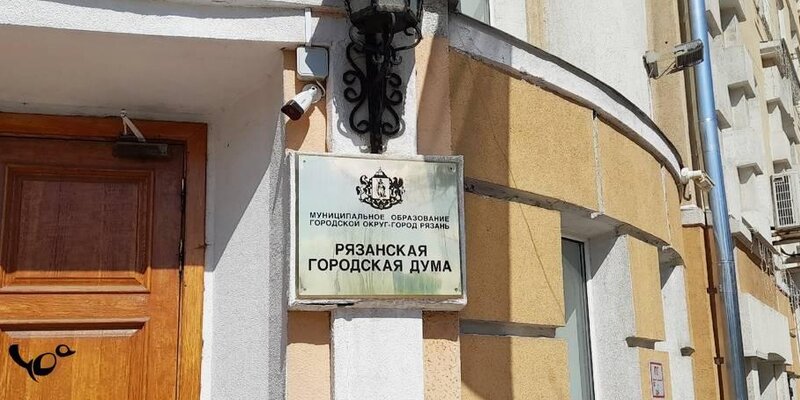 МУНИЦИПАЛЬНОЕ ОБРАЗОВАНИЕ
ГОРОДСКОЙ ОКРУГ-ГОРОД РЯЗАНЬ
РЯЗАНСКАЯ
ГОРОДСКАЯ ДУМА